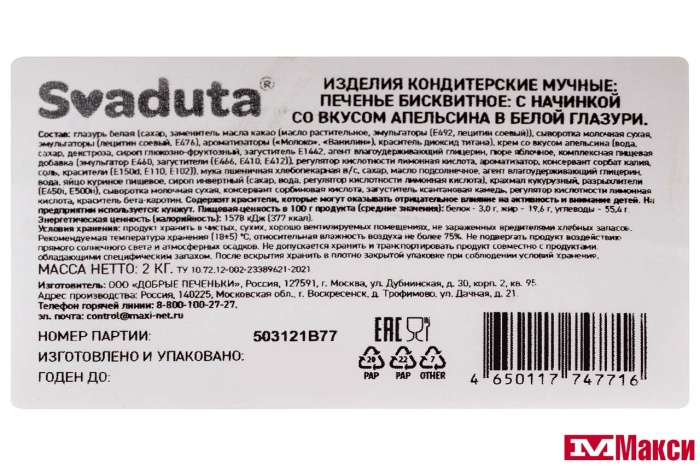 Svaduta®
ИЗДЕЛИЯ КОНДИТЕРСКИЕ МУЧНЫЕ:
ПЕЧЕНЬЕ БИСКВИТНОЕ: С НАЧИНКОЙ
СО ВКУСОМ АПЕЛЬСИНА В БЕЛОЙ ГЛАЗУРИ.
Состав: глазурь белая (сахар, заменитель масла какао (масло растительное, эмульгаторы (E492, лецитин соевый)), сыворотка молочная сухая,
эмульгаторы (лецитин соевый, E476), ароматизаторы («Молоко», «Ванилин»), краситель диоксид титана), крем со вкусом апельсина (вода,
сахар, декстроза, сироп глюкозно-фруктозный, загуститель E1442, агент влагоудерживающий глицерин, пюре яблочное, комплексная пищевая
добавка (эмульгатор E460, загустители (E466, E410, E412)), регулятор кислотности лимонная кислота, ароматизатор, консервант сорбат калия,
соль, красители (E150d, E110, E102)), мука пшеничная хлебопекарная в/с, сахар, масло подсолнечное, агент влагоудерживающий глицерин,
вода, яйцо куриное пищевое, сироп инвертный (сахар, вода, регулятор кислотности лимонная кислота), крахмал кукурузный, разрыхлители
(E450i, E500ii), сыворотка молочная сухая, консервант сорбиновая кислота, загуститель ксантановая камедь, регулятор кислотности лимонная
кислота, краситель бета-каротин. Содержит красители, которые могут оказывать отрицательное влияние на активность и внимание детей. На
предприятии используется кунжут. Пищевая ценность в 100 г продукта (средние значения): белок - 3,0 г, жир - 19,6 г, углеводы - 55,4 г.
Энергетическая ценность (калорийность): 1578 кДж (377 ккал).
Условия хранения: продукт хранить в чистых, сухих, хорошо вентилируемых помещениях, не зараженных вредителями хлебных запасов.
Рекомендуемая температура хранения (18±5) °С, относительная влажность воздуха не более 75%. Не подвергать продукт воздействию
прямого солнечного света и атмосферных осадков. Не допускается хранить и транспортировать продукт совместно с продуктами
обладающими специфическим запахом. После вскрытия хранить в плотно закрытой упаковке при соблюдении условий хранения.
МАССА НЕТТО: 2 КГ. ТУ 10.72.12-002-23389621-2021
Изготовитель: ООО «ДОБРЫЕ ПЕЧЕНЬКИ», Россия, 127591, г. Москва, ул. Дубнинская, д. 30, корп. 2, кв. 95.
Адрес производства: Россия, 140225, Московская обл., г. Воскресенск, д. Трофимово, ул. Дачная, д. 21.
Телефон горячей линии: 8-800-100-27-27.
эл. почта: control@maxi-net.ru
НОМЕР ПАРТИИ: 503121B77
ИЗГОТОВЛЕНО И УПАКОВАНО:
ГОДЕН ДО:
EAC
20 22 7
PAP PAP OTHER
4 650117 747716
М Макси